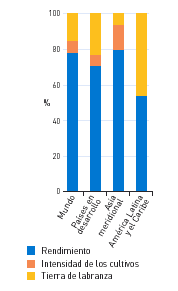 100
80
60
%
40
20
0
Mundo
Países en
desarrollo
Asia
meridional
América Latina
y el Caribe
Rendimiento
Intensidad de los cultivos
Tierra de labranza